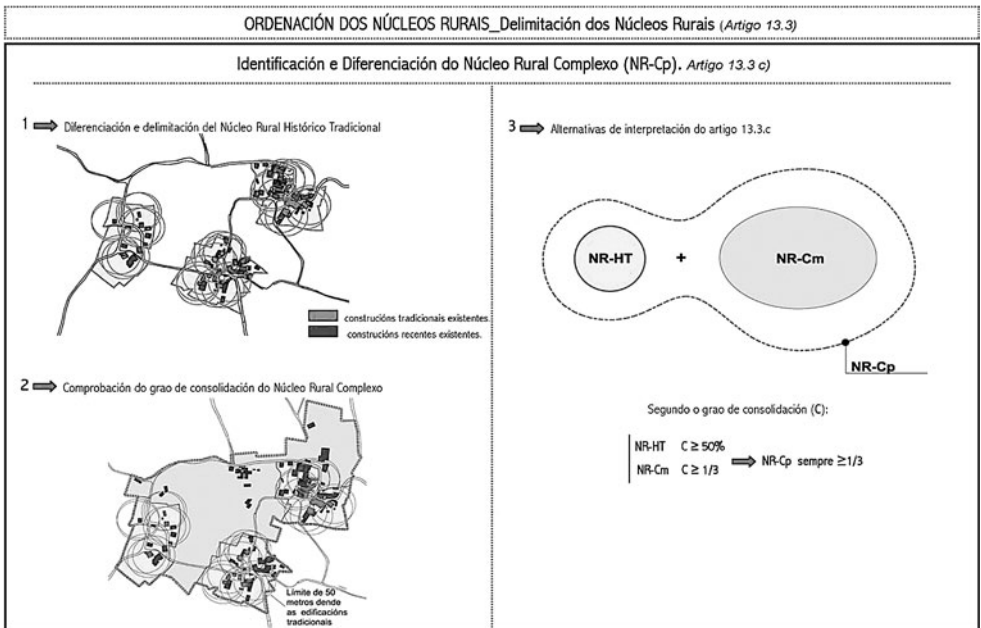 ORDENACIÓN DOS NÚCLEOS RURAIS_Delimitación dos Núcleos Rurais (Artigo 13.3)
Identificación e Diferenciación do Núcleo Rural Complexo (NR-Cp). Artigo 13.3 c)
1 Diferenciación e delimitación del Núcleo Rural Histórico Tradicional
construcións tradicionais existentes.
construcións recentes existentes.
2 Comprobación do grao de consolidación do Núcleo Rural Complexo
Límite de 50
metros dende
as edificacións
tradicionais
3 Alternativas de interpretación do artigo 13.3.c
NR-HT + NR-Cm
NR-Cp
Segundo o grao de consolidación (C):
NR-HT C ≥ 50%
NR-Cm C ≥ 1/3
NR-Cp sempre ≥1/3